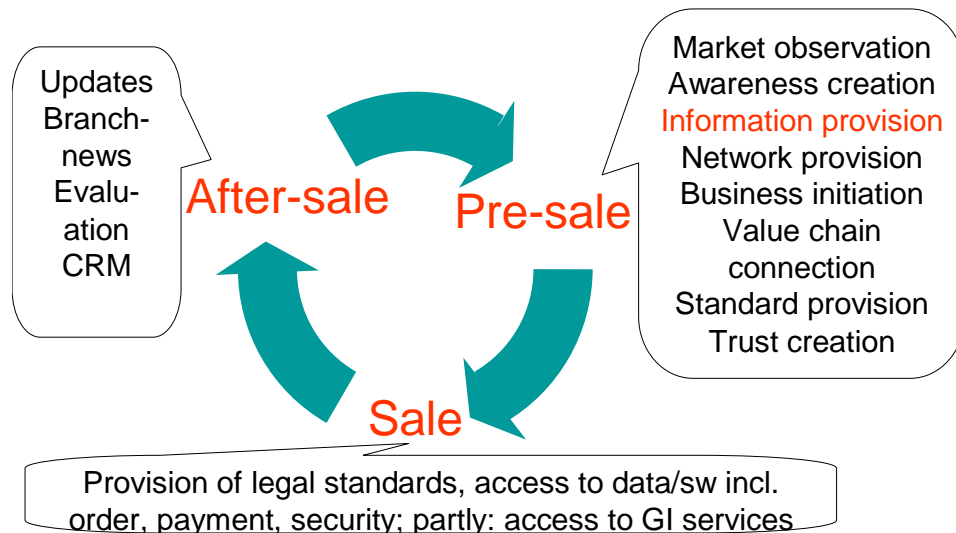 Updates
Branch-
news
Evalu-
ation
CRM
After-sale
Pre-sale
Market observation
Awareness creation
Information provision
Network provision
Business initiation
Value chain
connection
Standard provision
Trust creation
Sale
Provision of legal standards, access to data/sw incl.
order, payment, security; partly: access to GI services